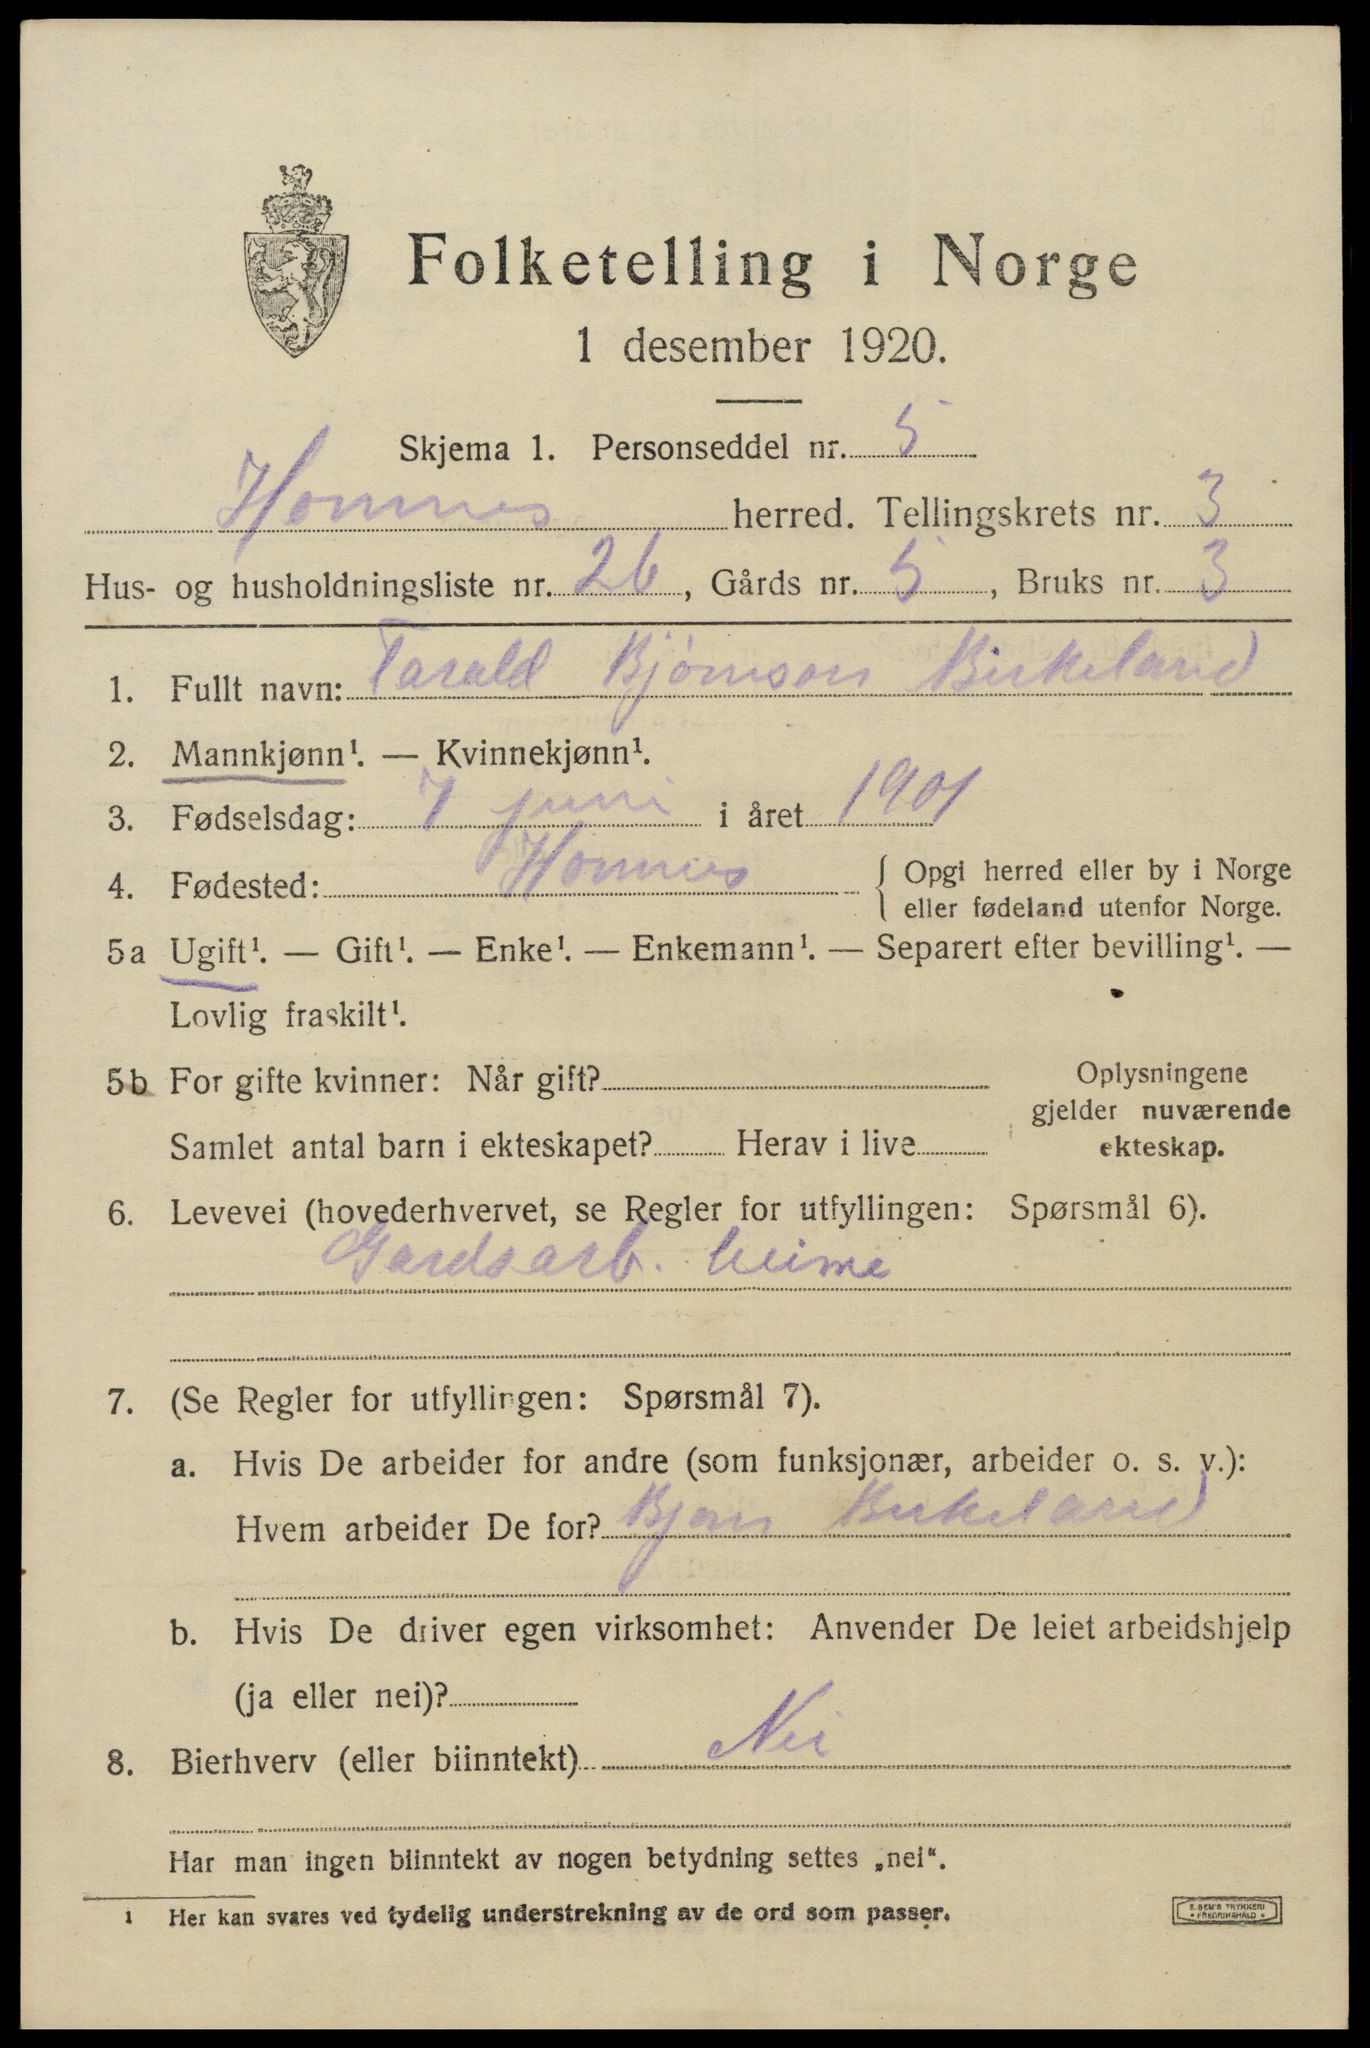 Folketelling i Norge
1 desember 1920.
Skjema 1. Personseddel nr. 5
Hommes herred. Tellingskrets nr. 3
Hus- og husholdningsliste nr. 26, Gårds nr. 5, Bruks nr. 3
1. Fullt navn: Tarald Bjørnson Birkeland
2. Mannkjønn¹. — Kvinnekjønn¹.
3. Fødselsdag: 7 juni i året 1901
4. Fødested: Hommes { Opgi herred eller by i Norge
eller fødeland utenfor Norge.
5a Ugift¹. — Gift¹. — Enke¹. — Enkemann¹. — Separert efter bevilling¹. —
Lovlig fraskilt¹.
5b For gifte kvinner: Når gift?
Samlet antal barn i ekteskapet? Herav i live
Oplysningene
gjelder nuværende
ekteskap.
6. Levevei (hovederhvervet, se Regler for utfyllingen: Spørsmål 6).
Gardsarb. heime
7. (Se Regler for utfyllingen: Spørsmål 7).
a. Hvis De arbeider for andre (som funksjonær, arbeider o. s. v.):
Hvem arbeider De for? Bjørn Birkeland
b. Hvis De driver egen virksomhet: Anvender De leiet arbeidshjelp
(ja eller nei)?
8. Bierhverv (eller biinntekt) Nei
Har man ingen biinntekt av nogen betydning settes „nei“.
1 Her kan svares ved tydelig understrekning av de ord som passer.
E. SEM'S TRYKKERI
FREDRIKSHALD